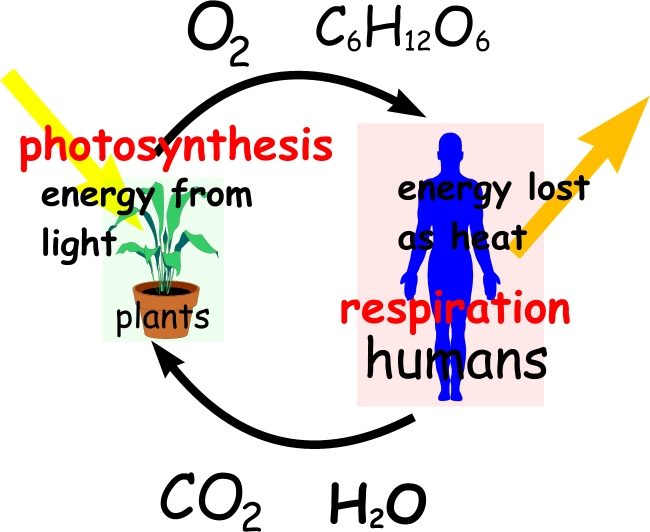 O₂ C₆H₁₂O₆
photosynthesis
energy from
light
plants
energy lost
as heat
respiration
humans
CO₂ H₂O